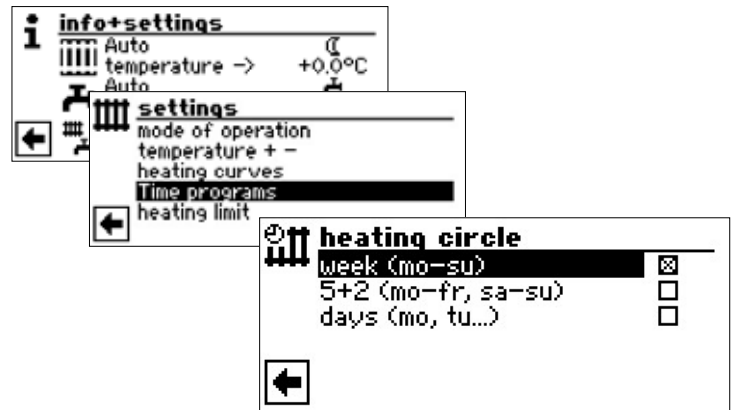 info+settings
Auto
temperature -> +0.0°C
Auto
settings
mode of operation
temperature + -
heating curves
Time programs
heating limit
heating circle
week (mo-su)
5+2 (mo-fr, sa-su)
days (mo, tu...)